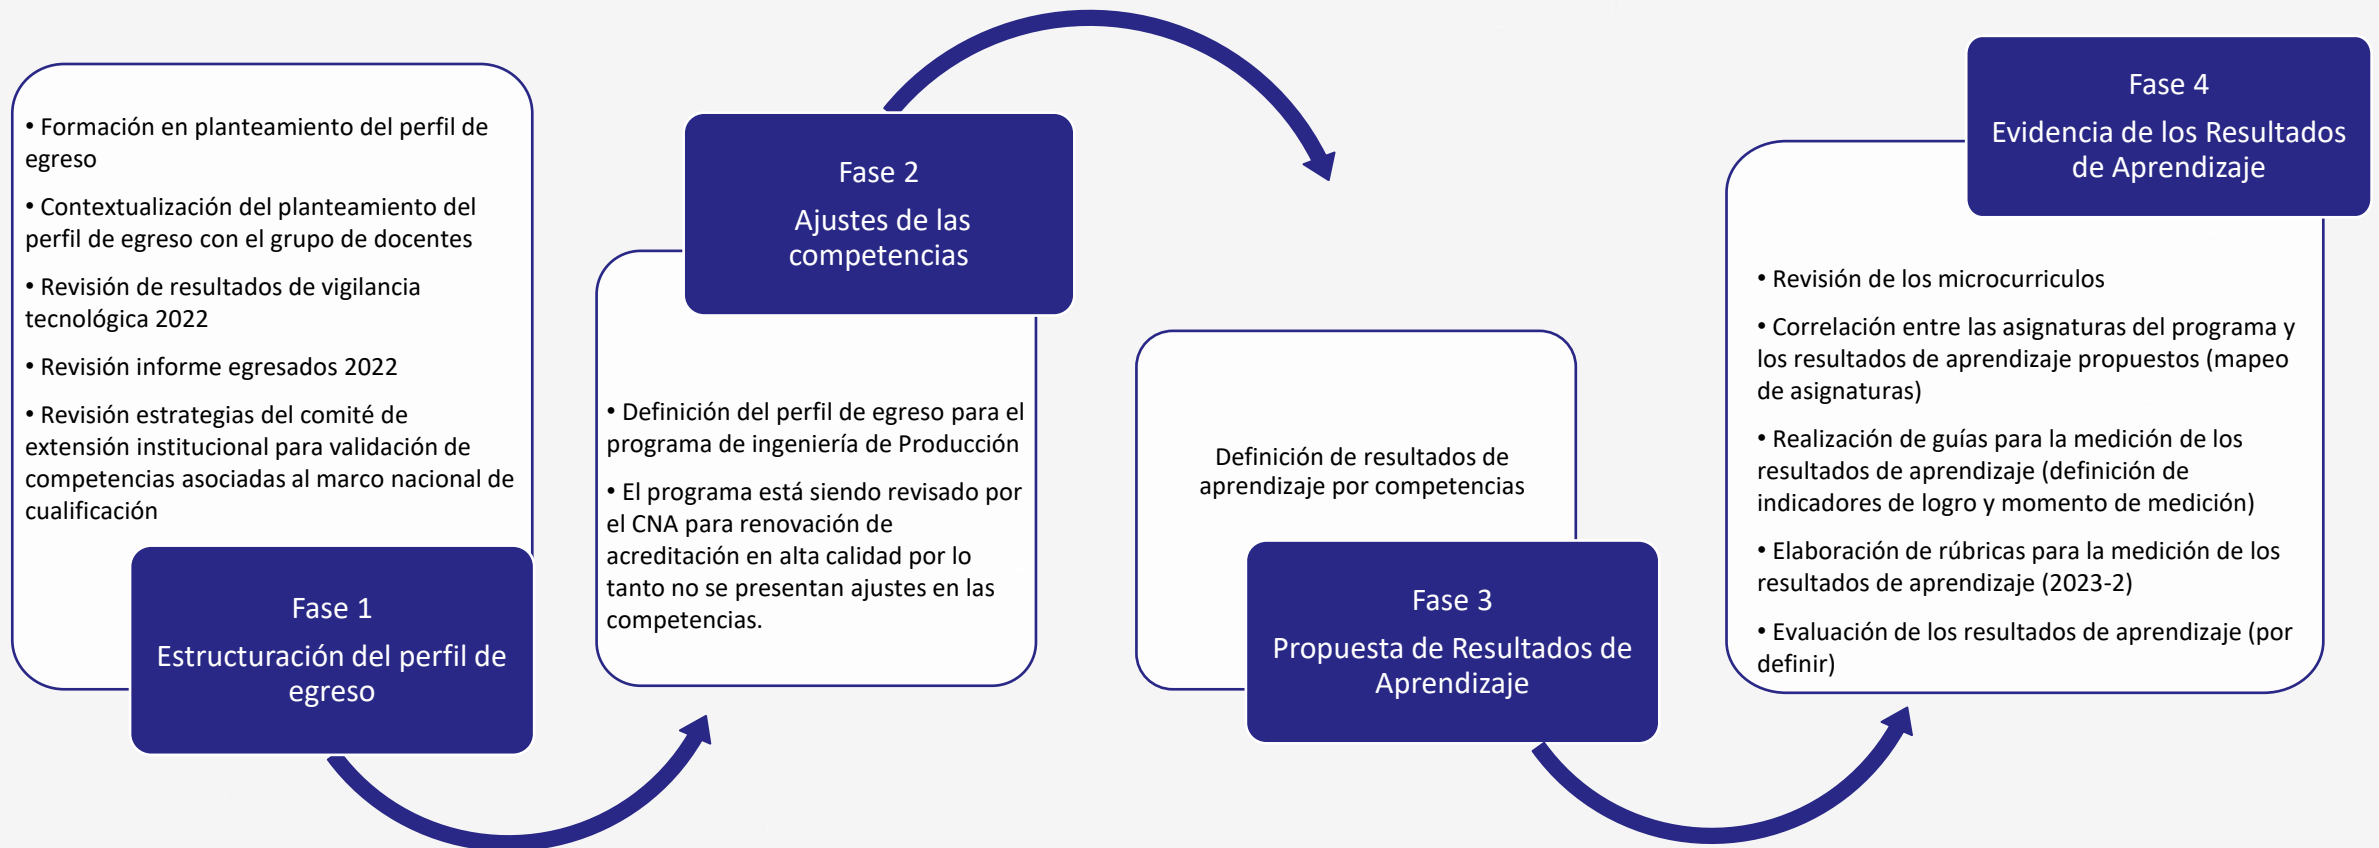 • Formación en planteamiento del perfil de
egreso
• Contextualización del planteamiento del
perfil de egreso con el grupo de docentes
• Revisión de resultados de vigilancia
tecnológica 2022
• Revisión informe egresados 2022
• Revisión estrategias del comité de
extensión institucional para validación de
competencias asociadas al marco nacional de
cualificación
Fase 1
Estructuración del perfil de
egreso
Fase 2
Ajustes de las
competencias
• Definición del perfil de egreso para el
programa de ingeniería de Producción
• El programa está siendo revisado por
el CNA para renovación de
acreditación en alta calidad por lo
tanto no se presentan ajustes en las
competencias.
Definición de resultados de
aprendizaje por competencias
Fase 3
Propuesta de Resultados de
Aprendizaje
Fase 4
Evidencia de los Resultados
de Aprendizaje
• Revisión de los microcurriculos
• Correlación entre las asignaturas del programa y
los resultados de aprendizaje propuestos (mapeo
de asignaturas)
• Realización de guías para la medición de los
resultados de aprendizaje (definición de
indicadores de logro y momento de medición)
• Elaboración de rúbricas para la medición de los
resultados de aprendizaje (2023-2)
• Evaluación de los resultados de aprendizaje (por
definir)